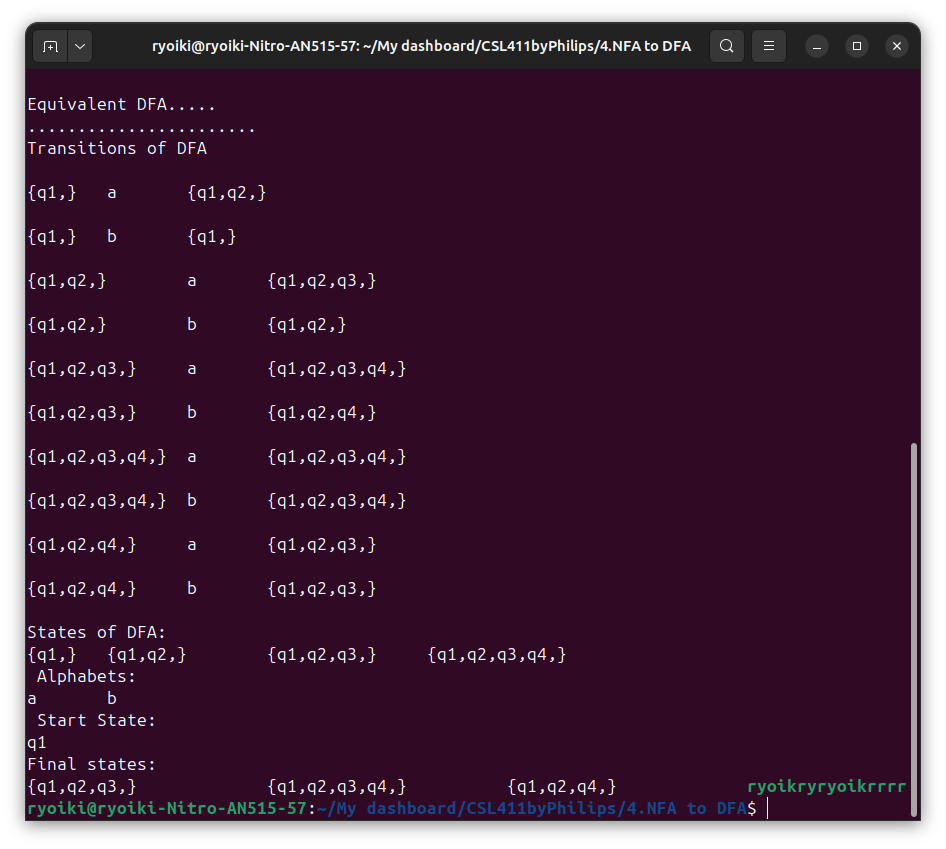 ryoiki@ryoiki-Nitro-AN515-57: ~/My dashboard/CSL411byPhilips/4.NFA to DFA
Equivalent DFA.....
.......................
Transitions of DFA
{q1,} a {q1,q2,}
{q1,} b {q1,}
{q1,q2,} a {q1,q2,q3,}
{q1,q2,} b {q1,q2,}
{q1,q2,q3,} a {q1,q2,q3,q4,}
{q1,q2,q3,} b {q1,q2,q4,}
{q1,q2,q3,q4,} a {q1,q2,q3,q4,}
{q1,q2,q3,q4,} b {q1,q2,q3,q4,}
{q1,q2,q4,} a {q1,q2,q3,}
{q1,q2,q4,} b {q1,q2,q3,}
States of DFA:
{q1,} {q1,q2,} {q1,q2,q3,} {q1,q2,q3,q4,}
Alphabets:
a b
Start State:
q1
Final states:
{q1,q2,q3,} {q1,q2,q3,q4,} {q1,q2,q4,} ryoikryryoikrrrr
ryoiki@ryoiki-Nitro-AN515-57:~/My dashboard/CSL411byPhilips/4.NFA to DFA$